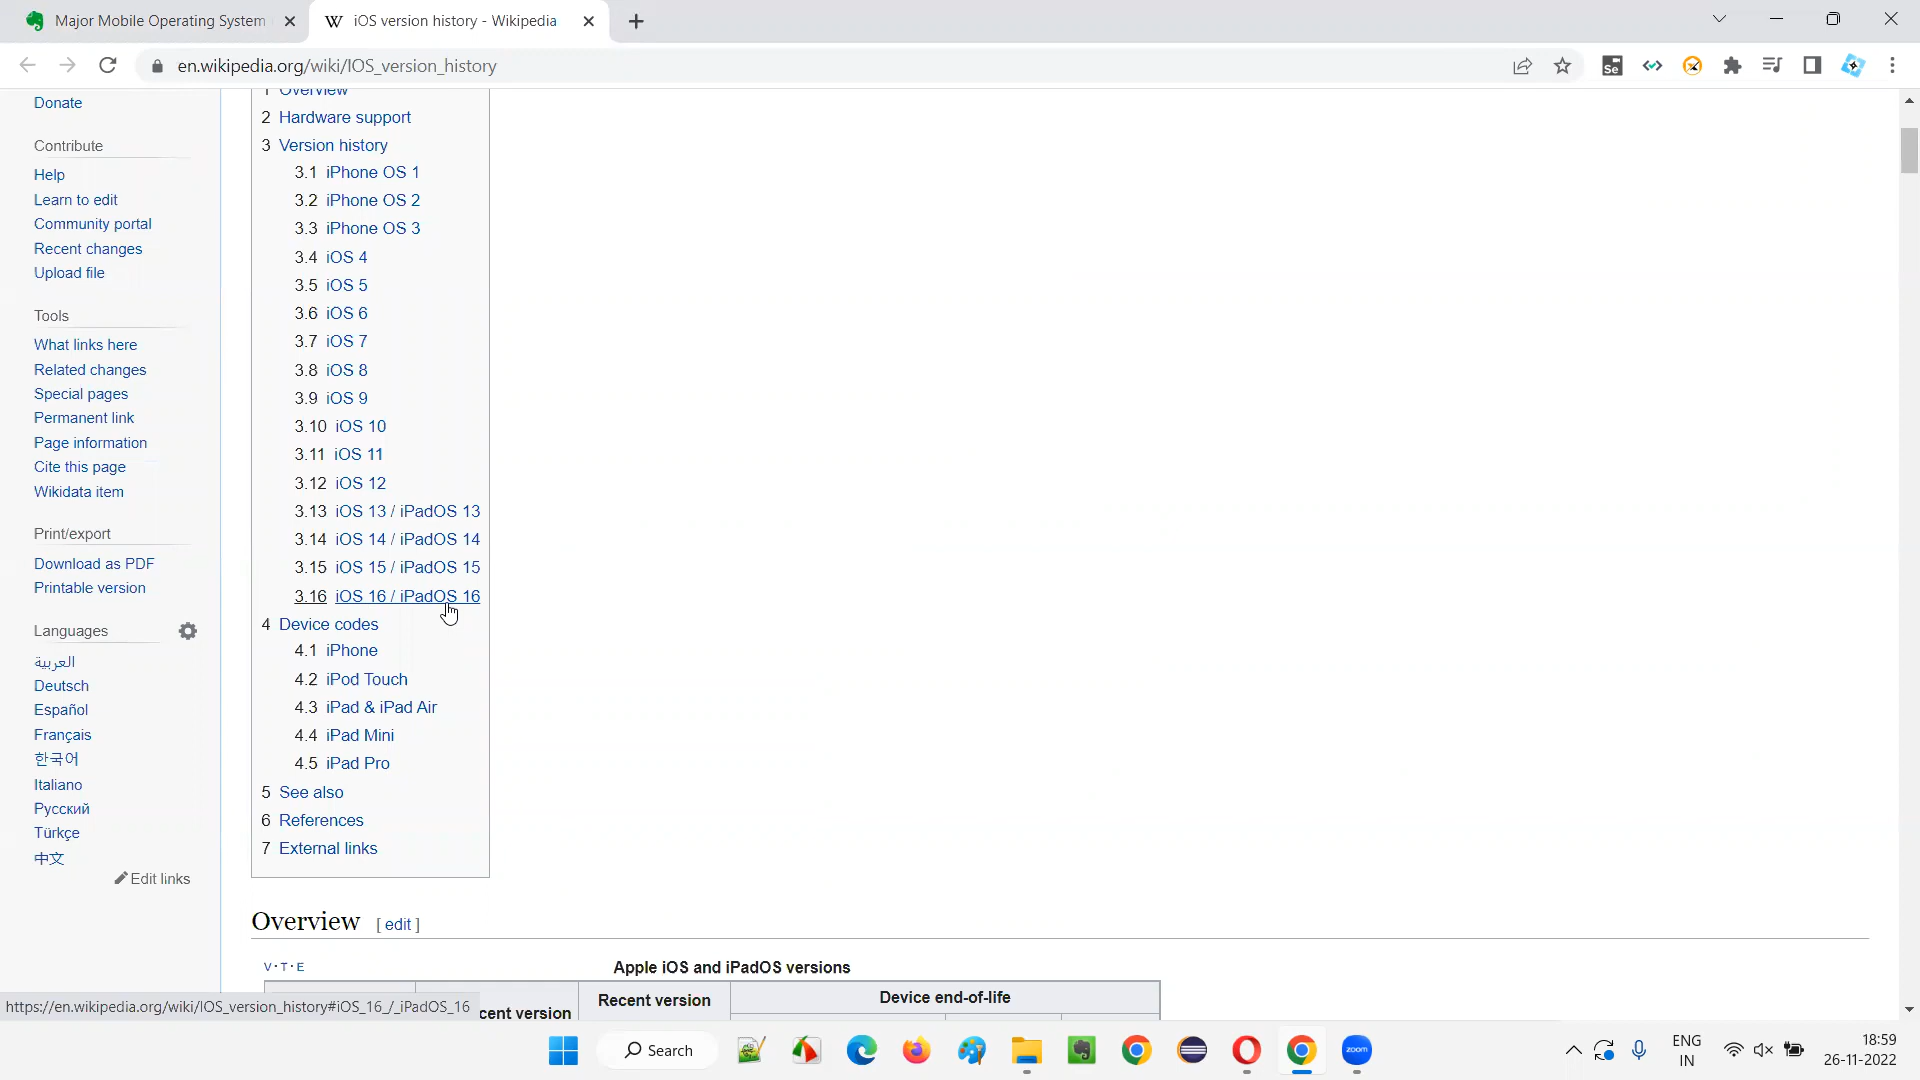 Major Mobile Operating System
iOS version history - Wikipedia
en.wikipedia.org/wiki/IOS_version_history
Donate
Contribute
Help
Learn to edit
Community portal
Recent changes
Upload file
Tools
What links here
Related changes
Special pages
Permanent link
Page information
Cite this page
Wikidata item
Print/export
Download as PDF
Printable version
Languages
العربية
Deutsch
Español
Français
한국어
Italiano
Русский
Türkçe
中文
Edit links
1 Overview
2 Hardware support
3 Version history
3.1 iPhone OS 1
3.2 iPhone OS 2
3.3 iPhone OS 3
3.4 iOS 4
3.5 iOS 5
3.6 iOS 6
3.7 iOS 7
3.8 iOS 8
3.9 iOS 9
3.10 iOS 10
3.11 iOS 11
3.12 iOS 12
3.13 iOS 13 / iPadOS 13
3.14 iOS 14 / iPadOS 14
3.15 iOS 15 / iPadOS 15
3.16 iOS 16 / iPadOS 16
4 Device codes
4.1 iPhone
4.2 iPod Touch
4.3 iPad & iPad Air
4.4 iPad Mini
4.5 iPad Pro
5 See also
6 References
7 External links
Overview [ edit ]
V·T·E
Apple iOS and iPadOS versions
Recent version
Device end-of-life
cent version
https://en.wikipedia.org/wiki/IOS_version_history#iOS_16_/_iPadOS_16
Search
Se
zoom
ENG
IN
18:59
26-11-2022